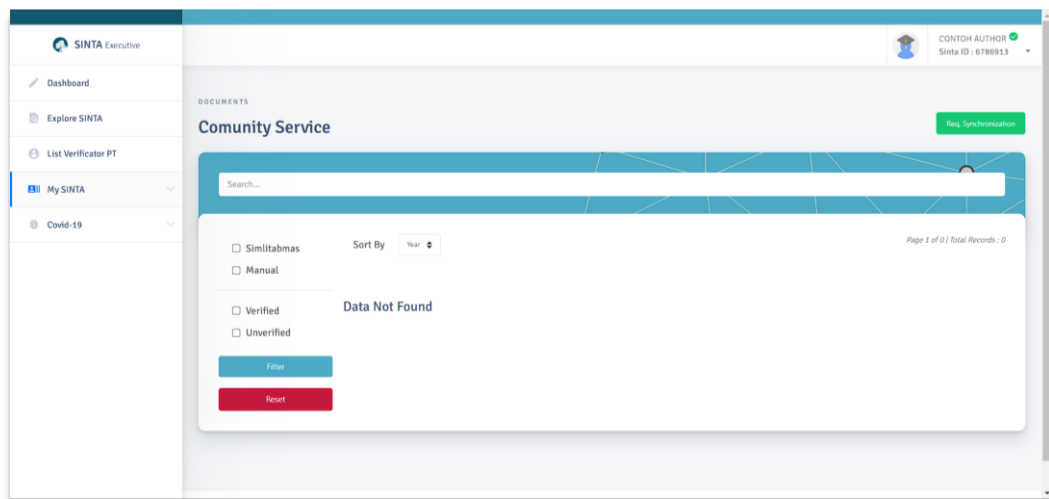 SINTA Executive
CONTOH AUTHOR
Sinta ID : 6786913
Dashboard
Explore SINTA
List Verificator PT
My SINTA
Covid-19
DOCUMENTS
Comunity Service
Req. Synchronization
Search...
Simlitabmas
Manual
Verified
Unverified
Filter
Reset
Sort By
Year
Page 1 of 0 | Total Records : 0
Data Not Found